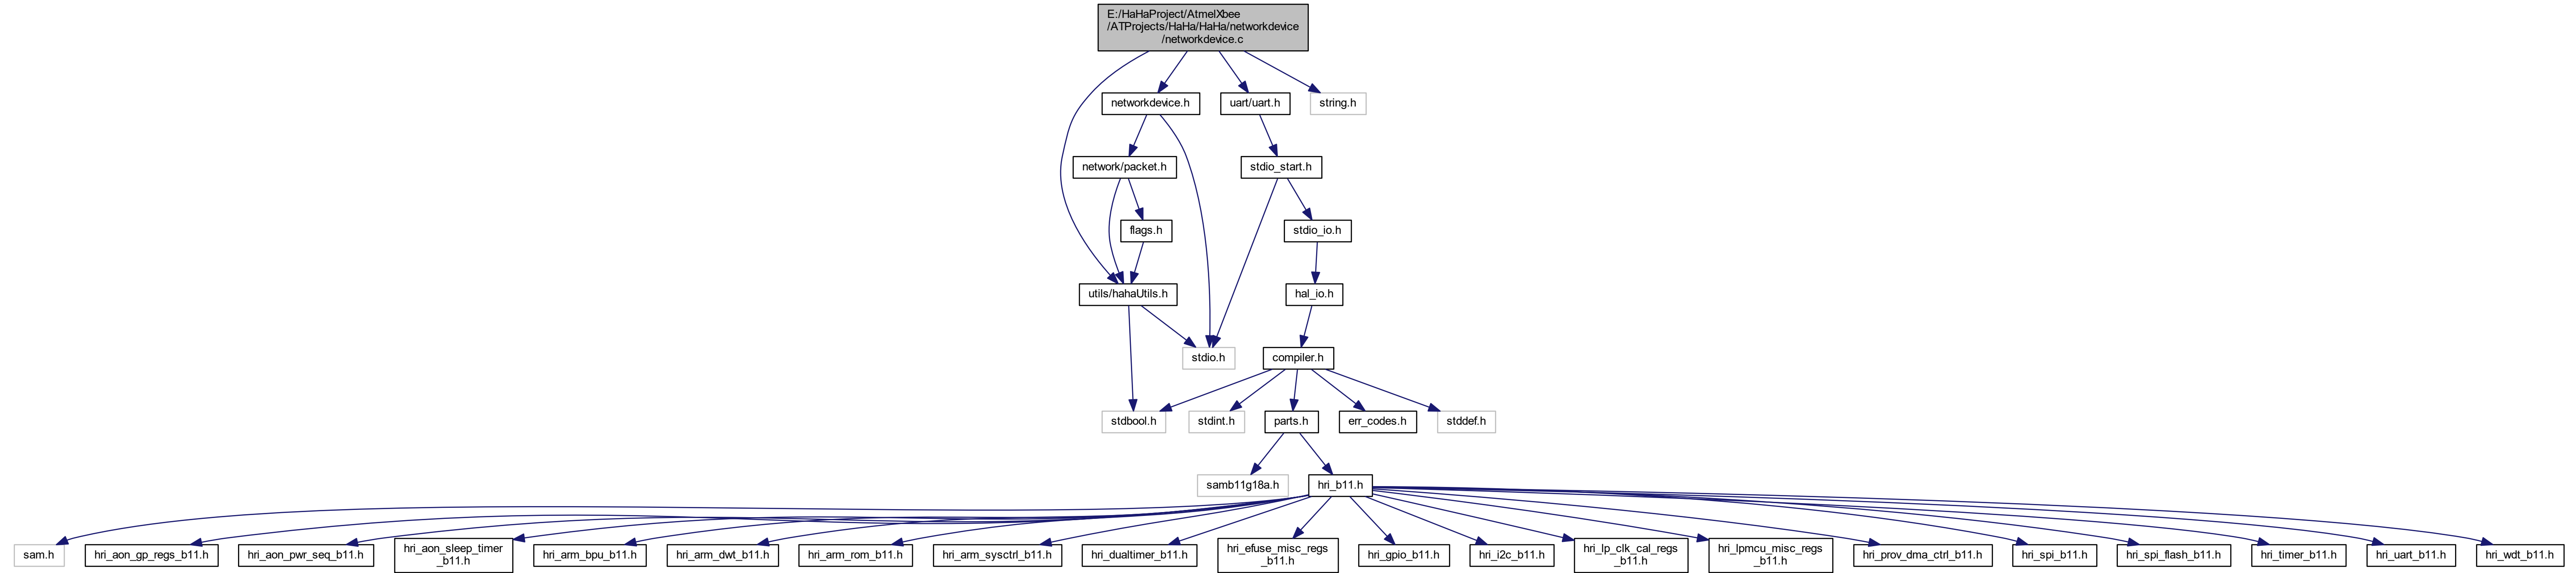 E:/HaHaProject/AtmelXbee
/ATProjects/HaHa/HaHa/networkdevice
/networkdevice.c
networkdevice.h
uart/uart.h
string.h
network/packet.h
stdio_start.h
flags.h
stdio_io.h
utils/hahaUtils.h
hal_io.h
stdio.h
compiler.h
stdbool.h
stdint.h
parts.h
err_codes.h
stddef.h
samb11g18a.h
hri_b11.h
sam.h
hri_aon_gp_regs_b11.h
hri_aon_pwr_seq_b11.h
hri_aon_sleep_timer
_b11.h
hri_arm_bpu_b11.h
hri_arm_dwt_b11.h
hri_arm_rom_b11.h
hri_arm_sysctrl_b11.h
hri_dualtimer_b11.h
hri_efuse_misc_regs
_b11.h
hri_gpio_b11.h
hri_i2c_b11.h
hri_lp_clk_cal_regs
_b11.h
hri_lpmcu_misc_regs
_b11.h
hri_prov_dma_ctrl_b11.h
hri_spi_b11.h
hri_spi_flash_b11.h
hri_timer_b11.h
hri_uart_b11.h
hri_wdt_b11.h